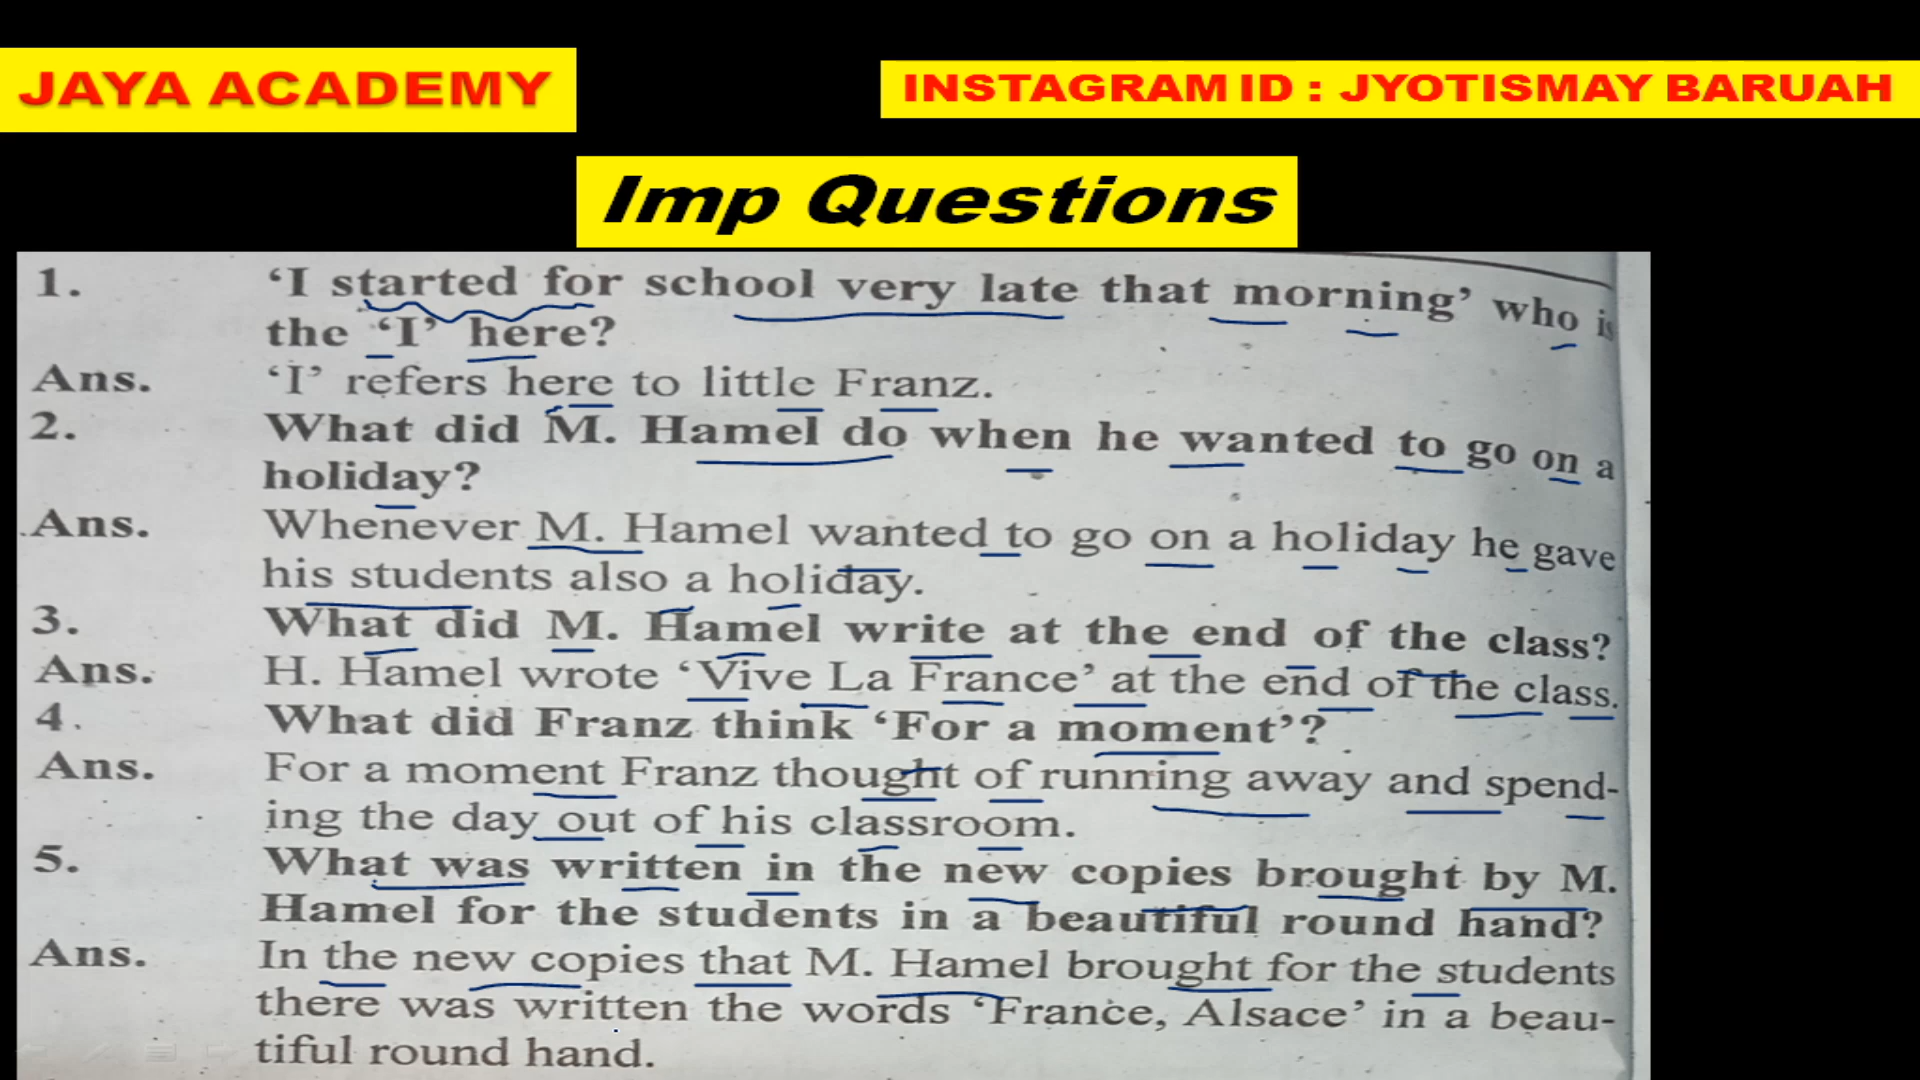 JAYA ACADEMY
INSTAGRAM ID : JYOTISMAY BARUAH
Imp Questions
1. ‘I started for school very late that morning’ who is
the ‘I’ here?
Ans. ‘I’ refers here to little Franz.
2. What did M. Hamel do when he wanted to go on a
holiday?
Ans. Whenever M. Hamel wanted to go on a holiday he gave
his students also a holiday.
3. What did M. Hamel write at the end of the class?
Ans. H. Hamel wrote ‘Vive La France’ at the end of the class.
4. What did Franz think ‘For a moment’?
Ans. For a moment Franz thought of running away and spend-
ing the day out of his classroom.
5. What was written in the new copies brought by M.
Hamel for the students in a beautiful round hand?
Ans. In the new copies that M. Hamel brought for the students
there was written the words ‘France, Alsace’ in a beau-
tiful round hand.